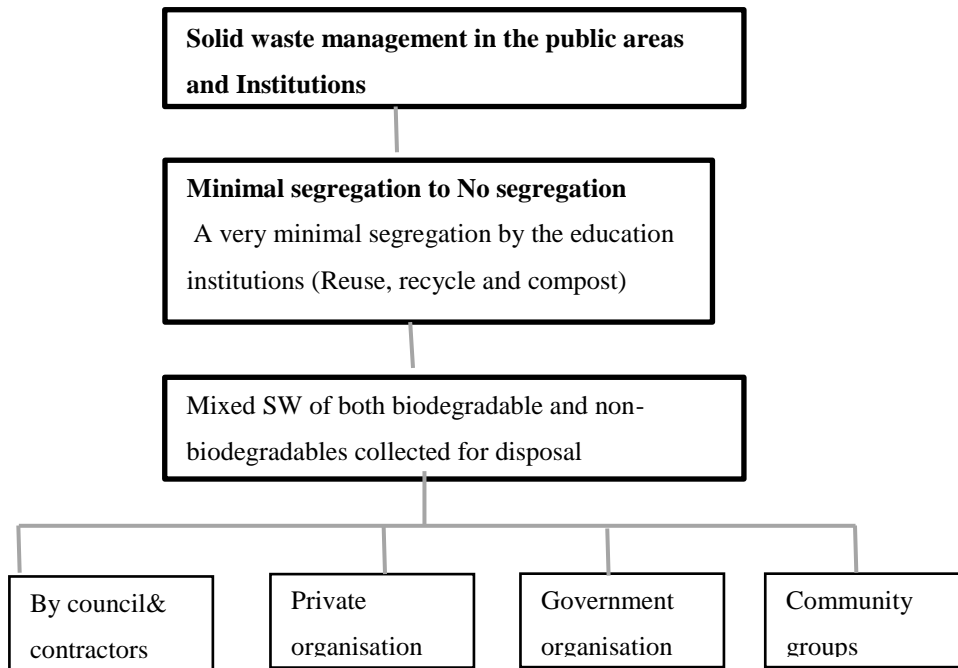 Solid waste management in the public areas
and Institutions
Minimal segregation to No segregation
A very minimal segregation by the education
institutions (Reuse, recycle and compost)
Mixed SW of both biodegradable and non-
biodegradables collected for disposal
By council&
contractors
Private
organisation
Government
organisation
Community
groups